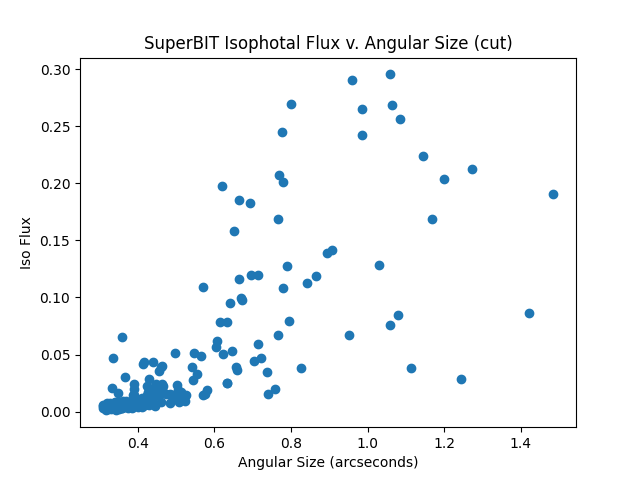 SuperBIT Isophotal Flux v. Angular Size (cut)
0.30
0.25
0.20
0.15
0.10
0.05
0.00
Iso Flux
0.4 0.6 0.8 1.0 1.2 1.4
Angular Size (arcseconds)